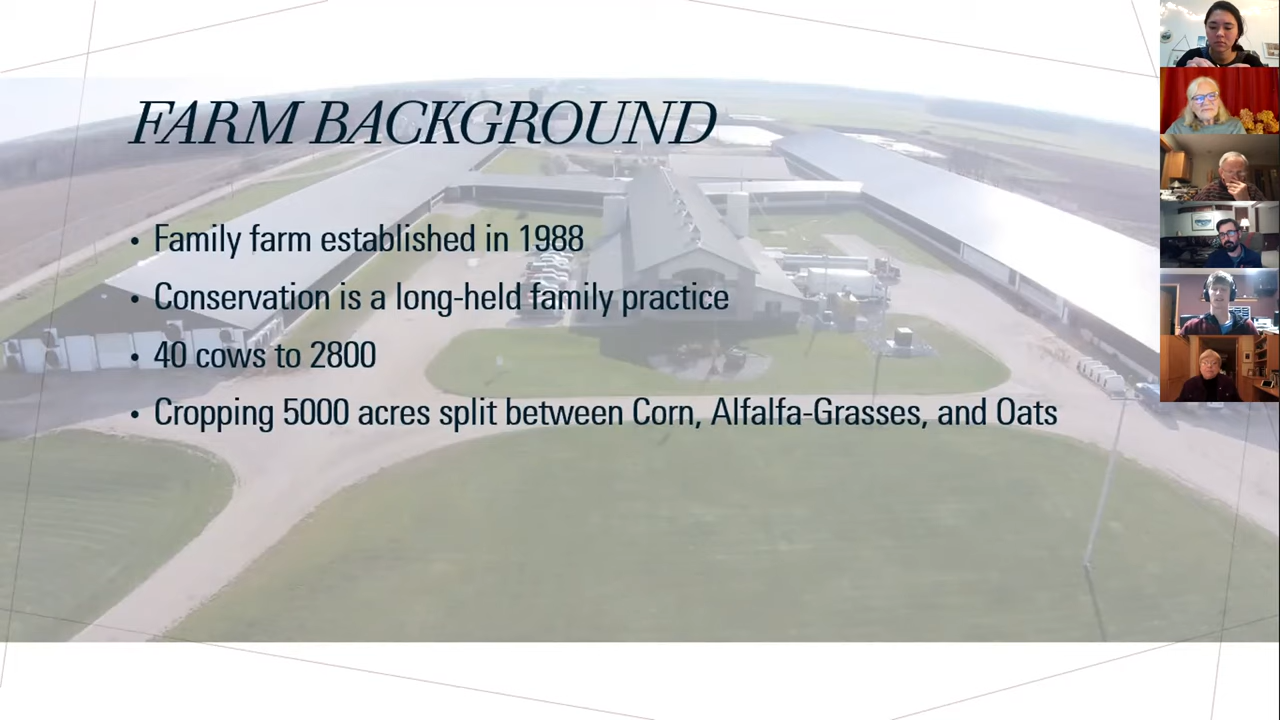 FARM BACKGROUND
• Family farm established in 1988
• Conservation is a long-held family practice
• 40 cows to 2800
• Cropping 5000 acres split between Corn, Alfalfa-Grasses, and Oats